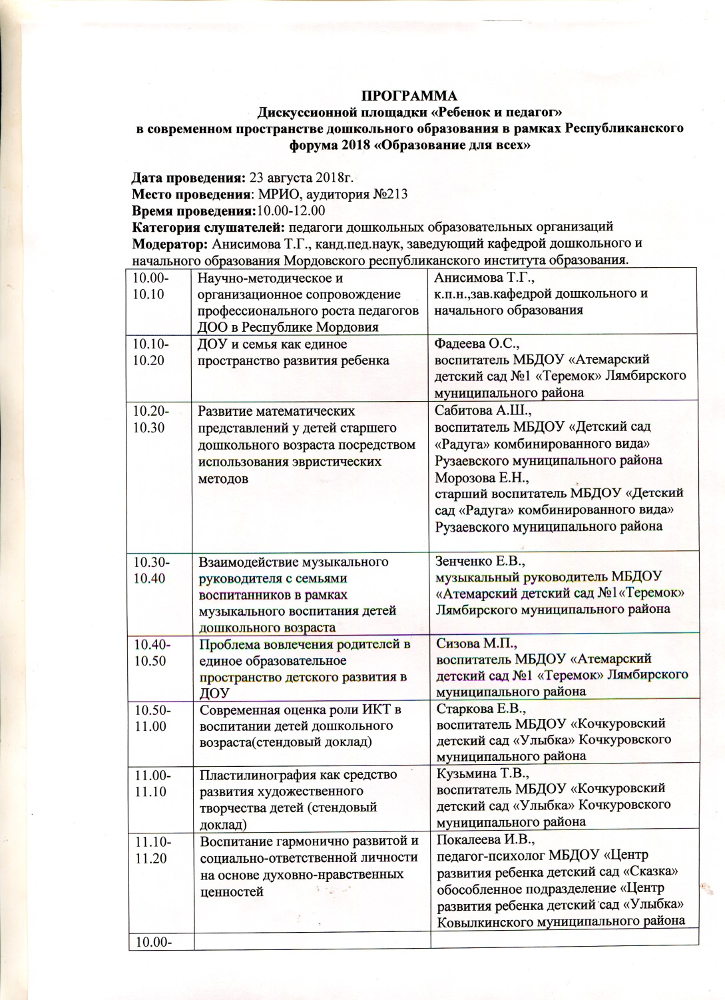 ПРОГРАММА
Дискуссионной площадки «Ребенок и педагог»
в современном пространстве дошкольного образования в рамках Республиканского
форума 2018 «Образование для всех»
Дата проведения: 23 августа 2018г.
Место проведения: МРИО, аудитория №213
Время проведения:10.00-12.00
Категория слушателей: педагоги дошкольных образовательных организаций
Модератор: Анисимова Т.Г., канд.пед.наук, заведующий кафедрой дошкольного и
начального образования Мордовского республиканского института образования.
10.00-
10.10
Научно-методическое и
организационное сопровождение
профессионального роста педагогов
ДОО в Республике Мордовия
Анисимова Т.Г.,
к.п.н.,зав.кафедрой дошкольного и
начального образования
10.10-
10.20
ДОУ и семья как единое
пространство развития ребенка
Фадеева О.С.,
воспитатель МБДОУ «Атемарский
детский сад №1 «Теремок» Лямбирского
муниципального района
10.20-
10.30
Развитие математических
представлений у детей старшего
дошкольного возраста посредством
использования эвристических
методов
Сабитова А.Ш.,
воспитатель МБДОУ «Детский сад
«Радуга» комбинированного вида»
Рузаевского муниципального района
Морозова Е.Н.,
старший воспитатель МБДОУ «Детский
сад «Радуга» комбинированного вида»
Рузаевского муниципального района
10.30-
10.40
Взаимодействие музыкального
руководителя с семьями
воспитанников в рамках
музыкального воспитания детей
дошкольного возраста
Зенченко Е.В.,
музыкальный руководитель МБДОУ
«Атемарский детский сад №1«Теремок»
Лямбирского муниципального района
10.40-
10.50
Проблема вовлечения родителей в
единое образовательное
пространство детского развития в
ДОУ
Сизова М.П.,
воспитатель МБДОУ «Атемарский
детский сад №1 «Теремок» Лямбирского
муниципального района
10.50-
11.00
Современная оценка роли ИКТ в
воспитании детей дошкольного
возраста(стендовый доклад)
Старкова Е.В.,
воспитатель МБДОУ «Кочкуровский
детский сад «Улыбка» Кочкуровского
муниципального района
11.00-
11.10
Пластилинография как средство
развития художественного
творчества детей (стендовый
доклад)
Кузьмина Т.В.,
воспитатель МБДОУ «Кочкуровский
детский сад «Улыбка» Кочкуровского
муниципального района
11.10-
11.20
Воспитание гармонично развитой и
социально-ответственной личности
на основе духовно-нравственных
ценностей
Покалеева И.В.,
педагог-психолог МБДОУ «Центр
развития ребенка детский сад «Сказка»
обособленное подразделение «Центр
развития ребенка детский сад «Улыбка»
Ковылкинского муниципального района
10.00-